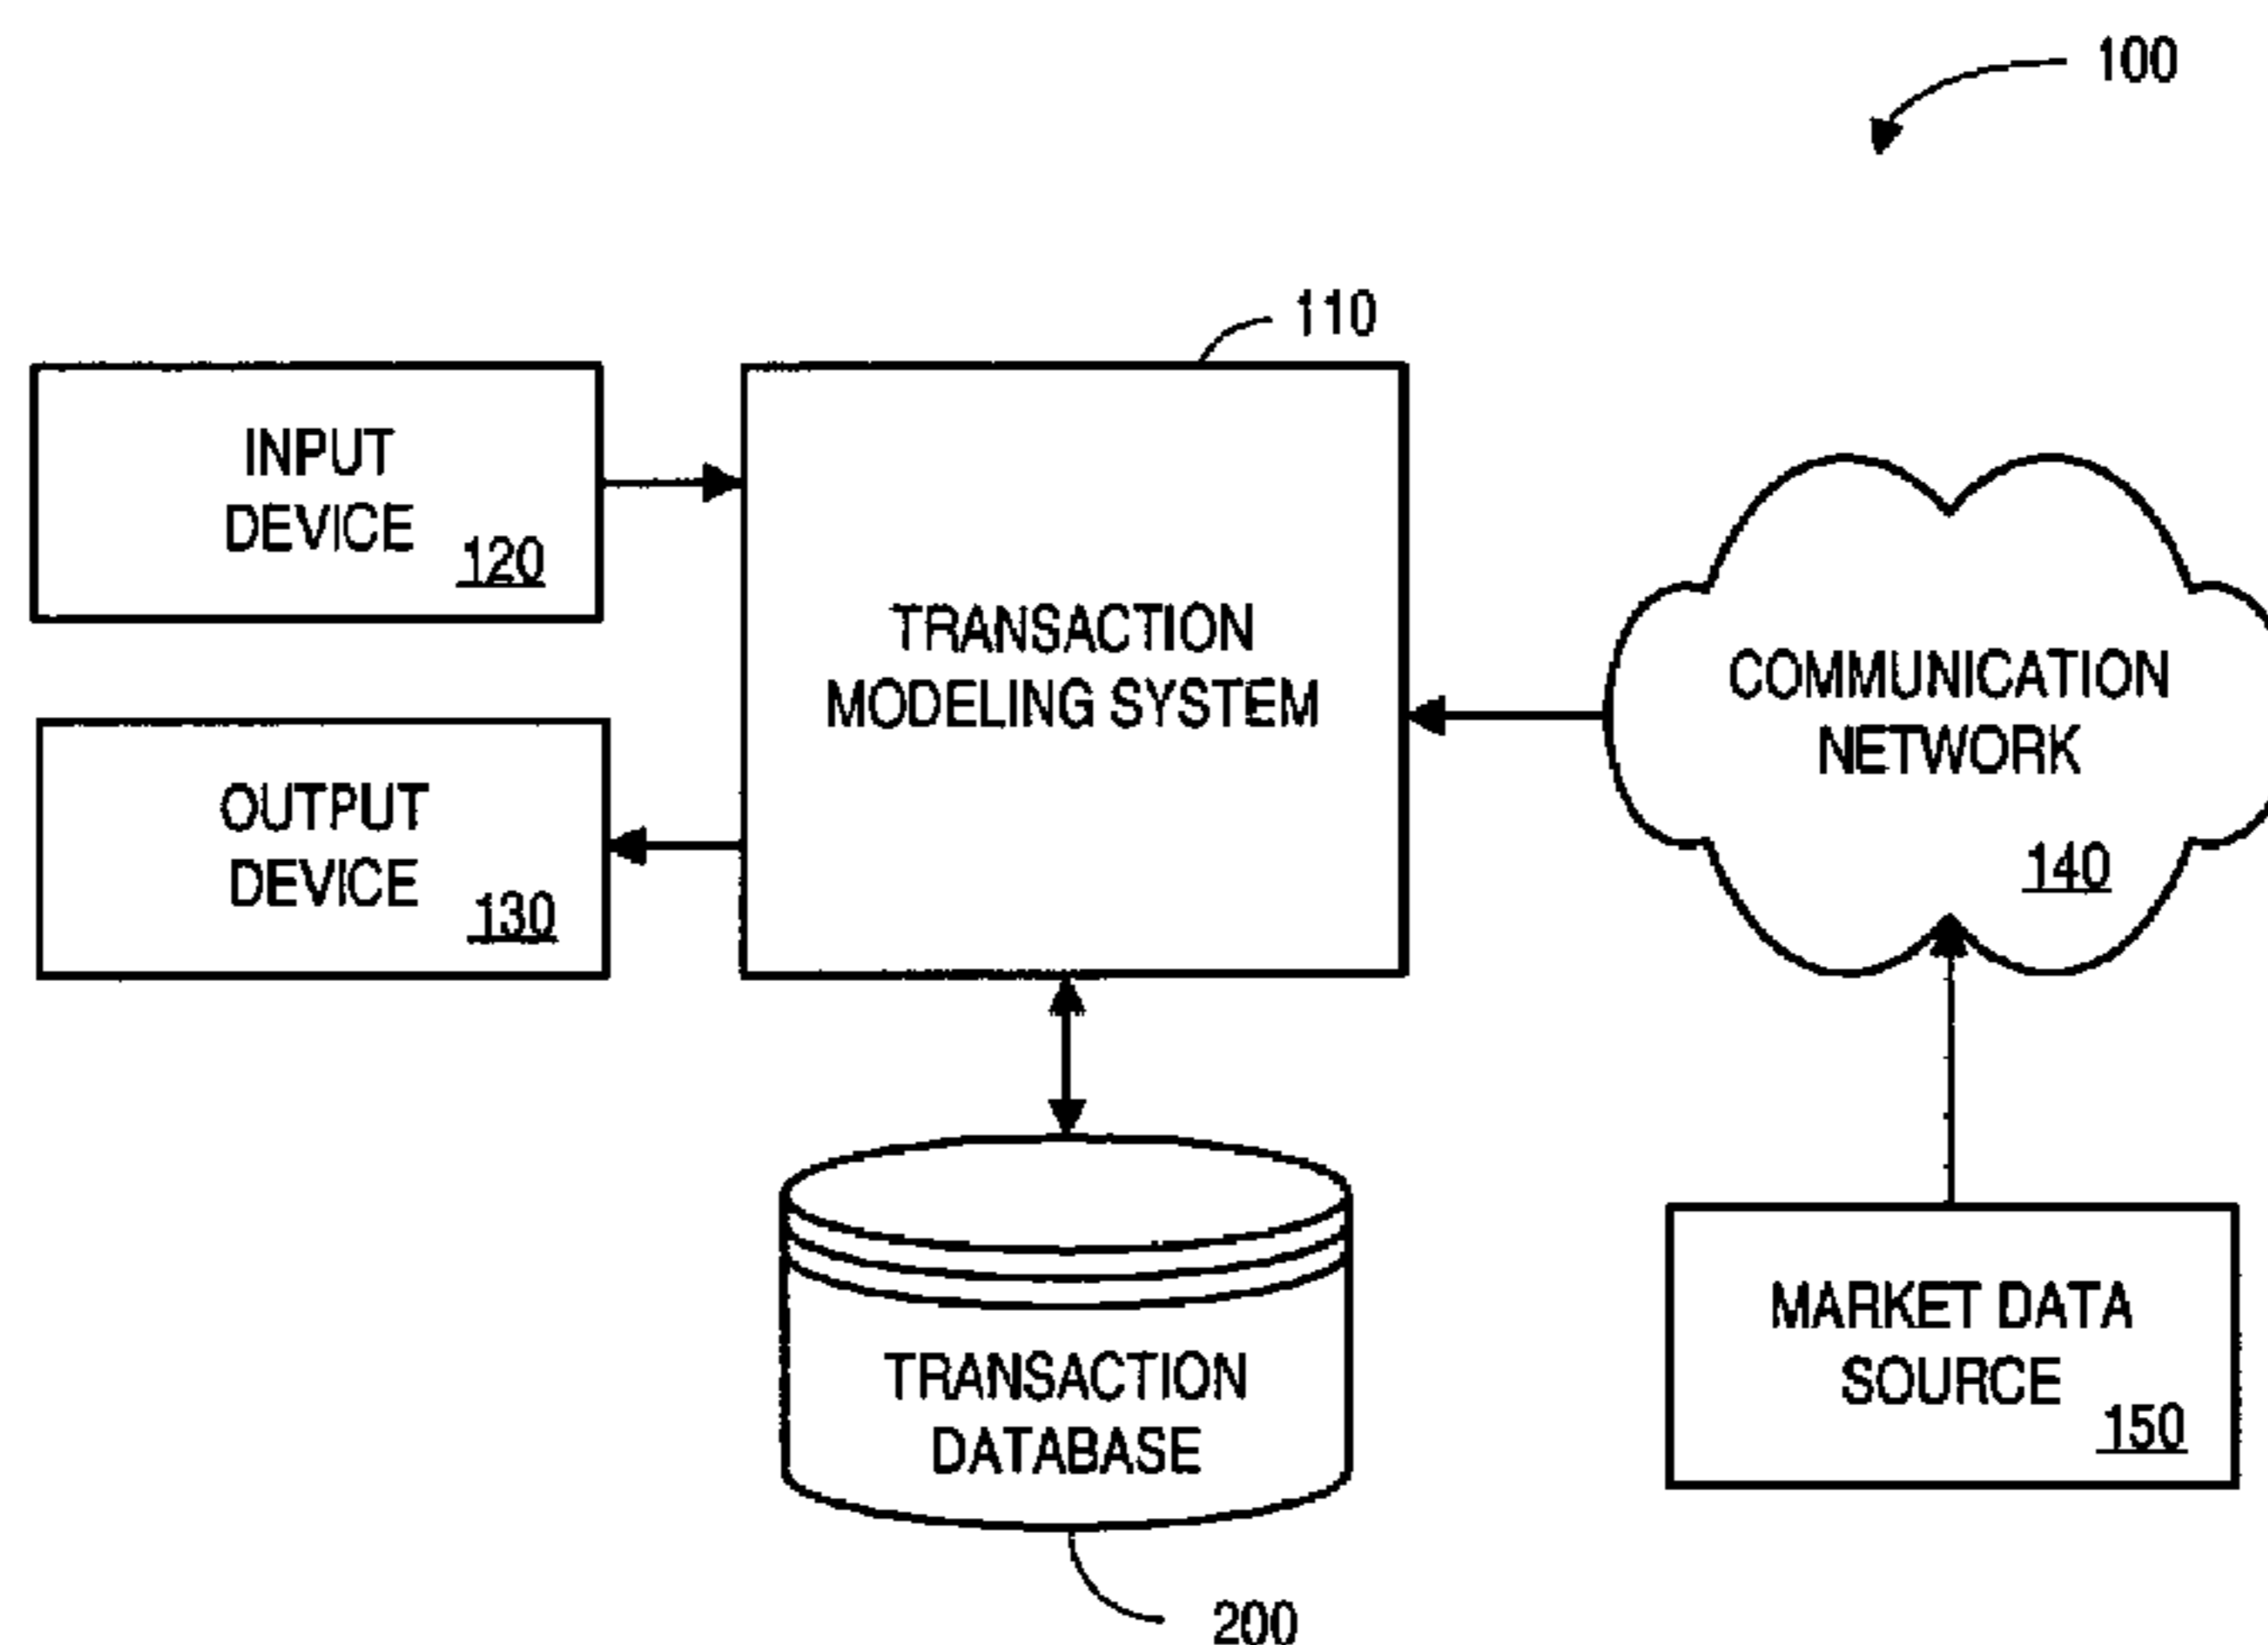 100
110
INPUT
DEVICE
120
TRANSACTION
MODELING SYSTEM
COMMUNICATION
NETWORK
140
OUTPUT
DEVICE
130
TRANSACTION
DATABASE
200
MARKET DATA
SOURCE
150